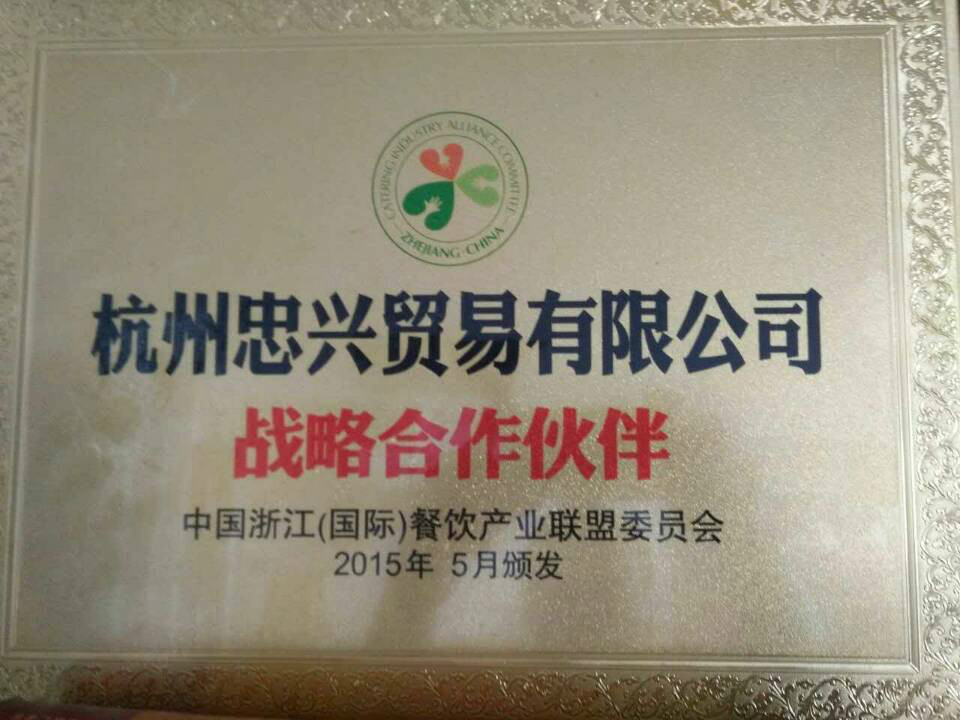 CATERING INDUSTRY ALLIANCE COMMITTEE
ZHEJIANG·CHINA
杭州忠兴贸易有限公司
战略合作伙伴
中国浙江(国际)餐饮产业联盟委员会
2015年 5月颁发